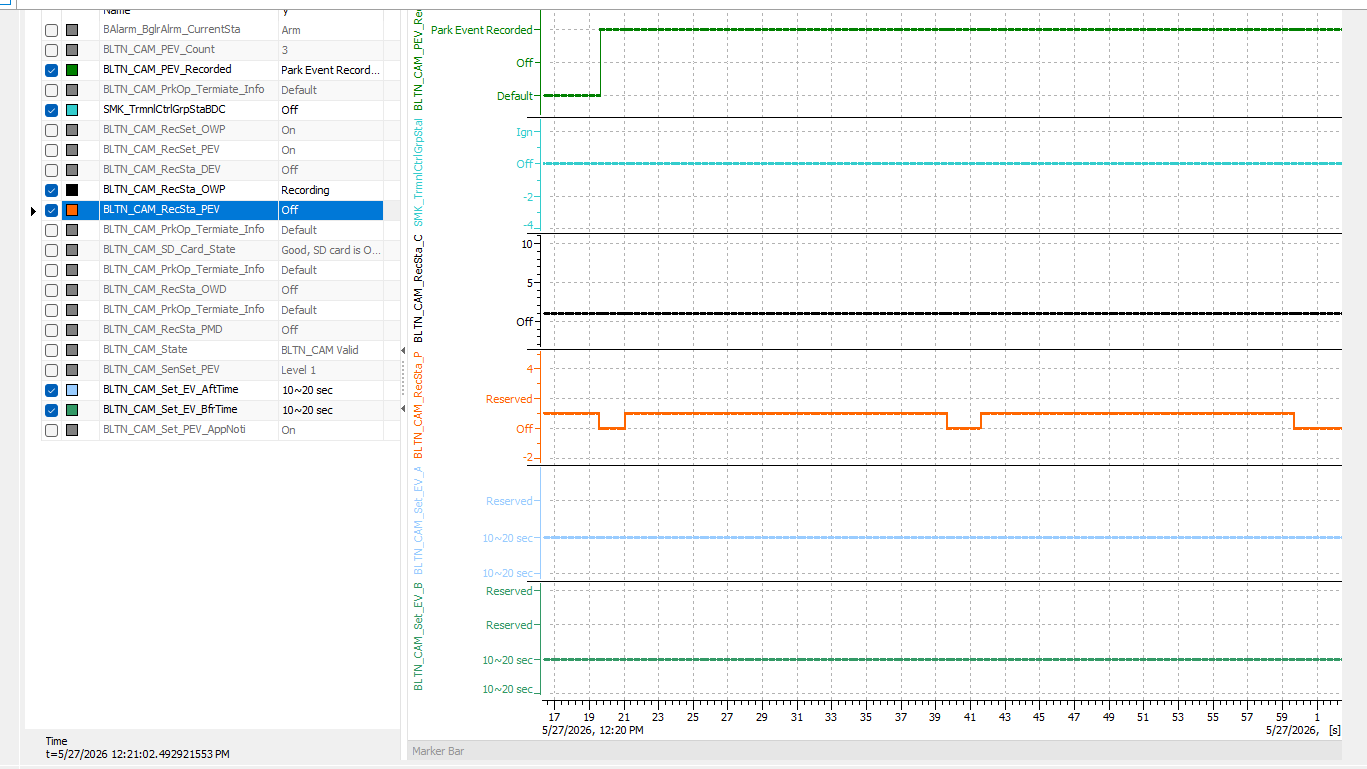 Name y
BAlarm_BglrAlrm_CurrentSta Arm
BLTN_CAM_PEV_Count 3
BLTN_CAM_PEV_Recorded Park Event Record...
BLTN_CAM_PrkOp_Termiate_Info Default
SMK_TrmnlCtrlGrpStaBDC Off
BLTN_CAM_RecSet_OWP On
BLTN_CAM_RecSet_PEV On
BLTN_CAM_RecSta_DEV Off
BLTN_CAM_RecSta_OWP Recording
BLTN_CAM_RecSta_PEV Off
BLTN_CAM_PrkOp_Termiate_Info Default
BLTN_CAM_SD_Card_State Good, SD card is O...
BLTN_CAM_PrkOp_Termiate_Info Default
BLTN_CAM_RecSta_OWD Off
BLTN_CAM_PrkOp_Termiate_Info Default
BLTN_CAM_RecSta_PMD Off
BLTN_CAM_State BLTN_CAM Valid
BLTN_CAM_SenSet_PEV Level 1
BLTN_CAM_Set_EV_AftTime 10~20 sec
BLTN_CAM_Set_EV_BfrTime 10~20 sec
BLTN_CAM_Set_PEV_AppNoti On
Time
t=5/27/2026 12:21:02.492921553 PM
BLTN_CAM_PEV_Rec
Park Event Recorded
Off
Default
SMK_TrmnlCtrlGrpStal
Ign
Off
-2
-4
BLTN_CAM_RecSta_C
10
5
Off
BLTN_CAM_RecSta_P
4
Reserved
Off
-2
BLTN_CAM_Set_EV_A
Reserved
10~20 sec
10~20 sec
BLTN_CAM_Set_EV_B
Reserved
Reserved
10~20 sec
10~20 sec
17 19 21 23 25 27 29 31 33 35 37 39 41 43 45 47 49 51 53 55 57 59 1
5/27/2026, 12:20 PM 5/27/2026, [s]
Marker Bar